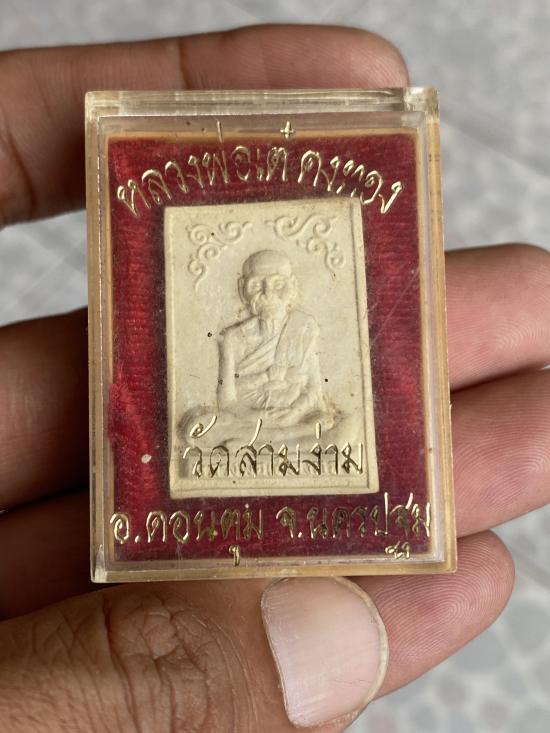 หลวงพ่อเต๋ คงทอง
วัดสามง่าม
อ.ดอนตูม จ.นครปฐม